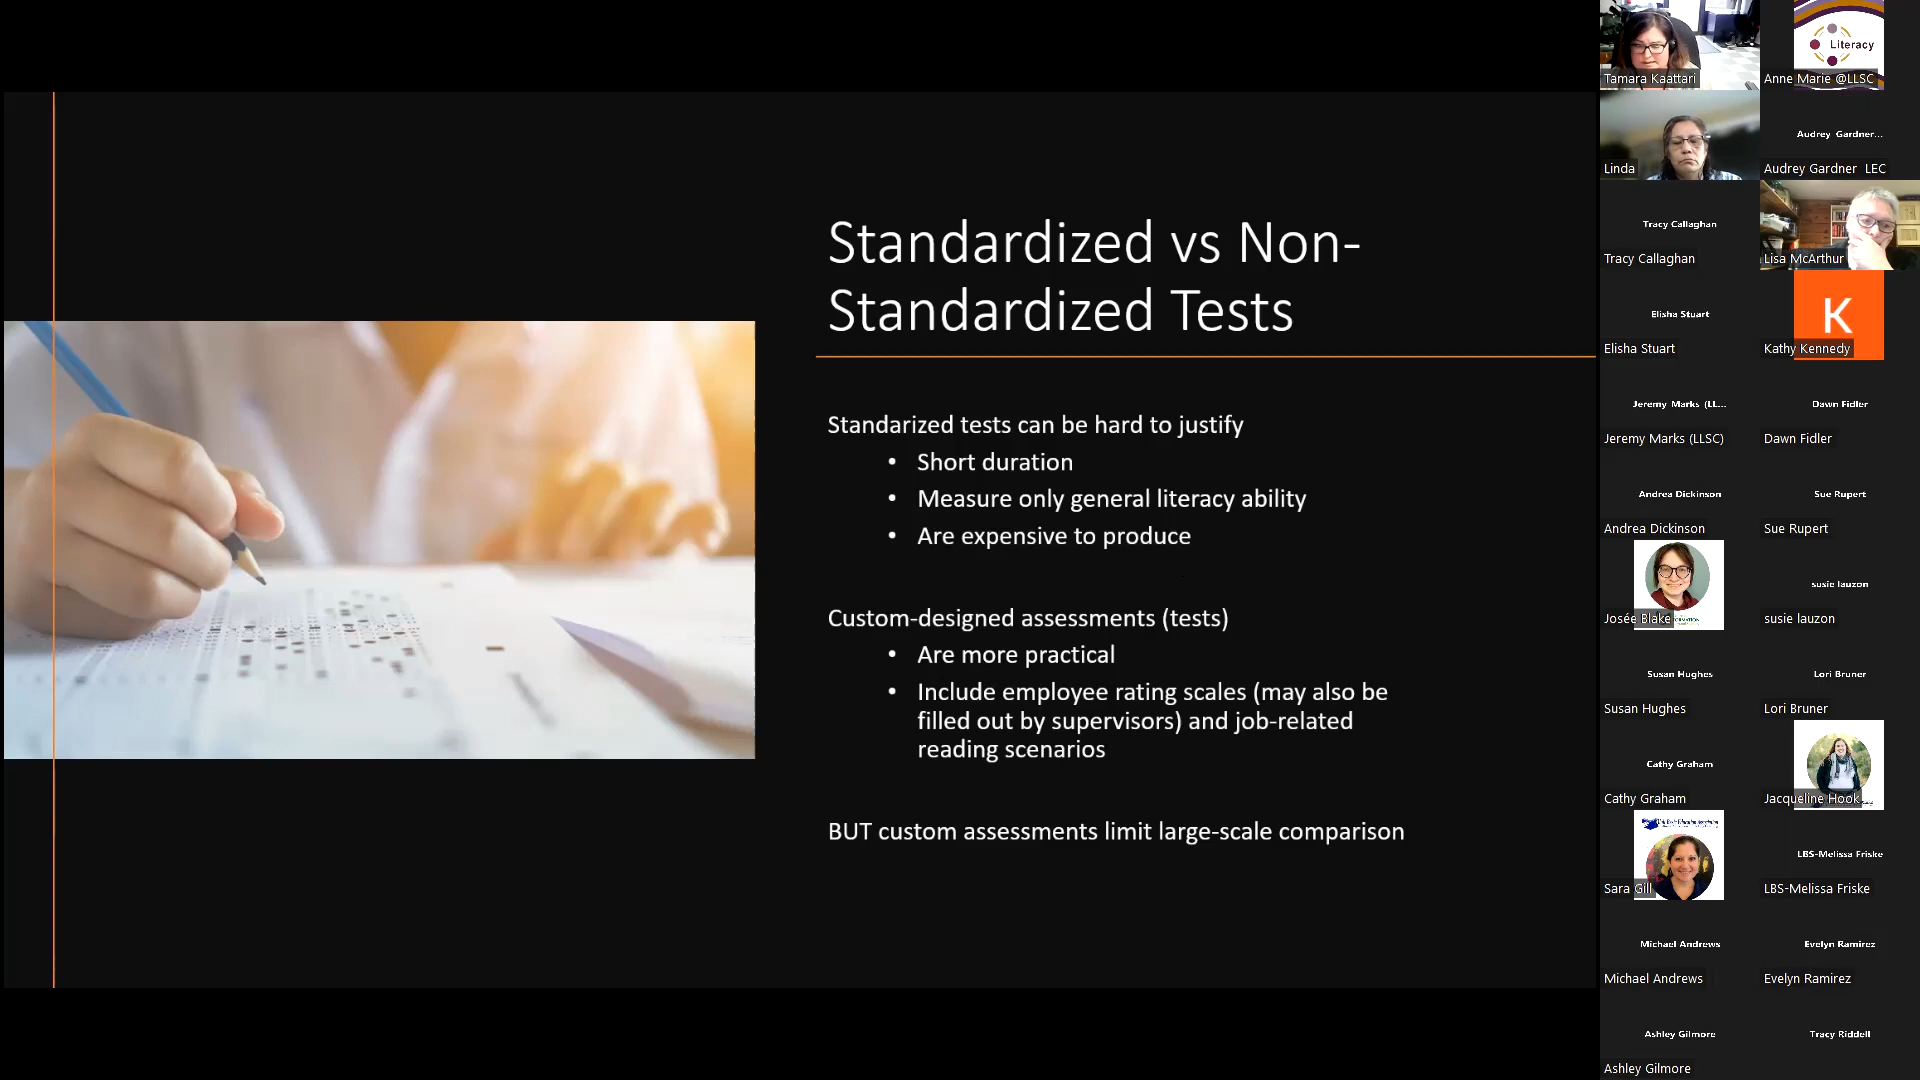 Standardized vs Non-
Standardized Tests
Standarized tests can be hard to justify
• Short duration
• Measure only general literacy ability
• Are expensive to produce
Custom-designed assessments (tests)
• Are more practical
• Include employee rating scales (may also be
filled out by supervisors) and job-related
reading scenarios
BUT custom assessments limit large-scale comparison
Tamara Kaattari
Literacy
Anne Marie @LLSC
Linda
Audrey Gardner...
Audrey Gardner LEC
Tracy Callaghan
Tracy Callaghan
Lisa McArthur
Elisha Stuart
Elisha Stuart
K
Kathy Kennedy
Jeremy Marks (LL...
Jeremy Marks (LLSC)
Dawn Fidler
Dawn Fidler
Andrea Dickinson
Andrea Dickinson
Sue Rupert
Sue Rupert
Josée Blake
susie lauzon
susie lauzon
Susan Hughes
Susan Hughes
Lori Bruner
Lori Bruner
Cathy Graham
Cathy Graham
Jacqueline Hook
Sara Gill
LBS-Melissa Friske
LBS-Melissa Friske
Michael Andrews
Michael Andrews
Evelyn Ramirez
Evelyn Ramirez
Ashley Gilmore
Ashley Gilmore
Tracy Riddell